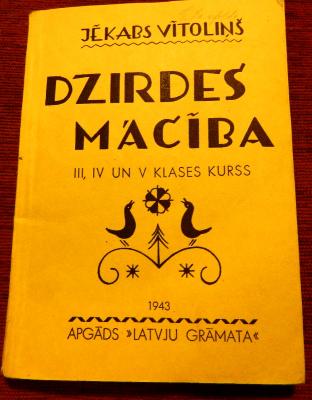 JĒKABS VĪTOLIŅŠ
DZIRDES
MĀCĪBA
III, IV UN V KLASES KURSS
1943
APGĀDS »LATVJU GRĀMATA«